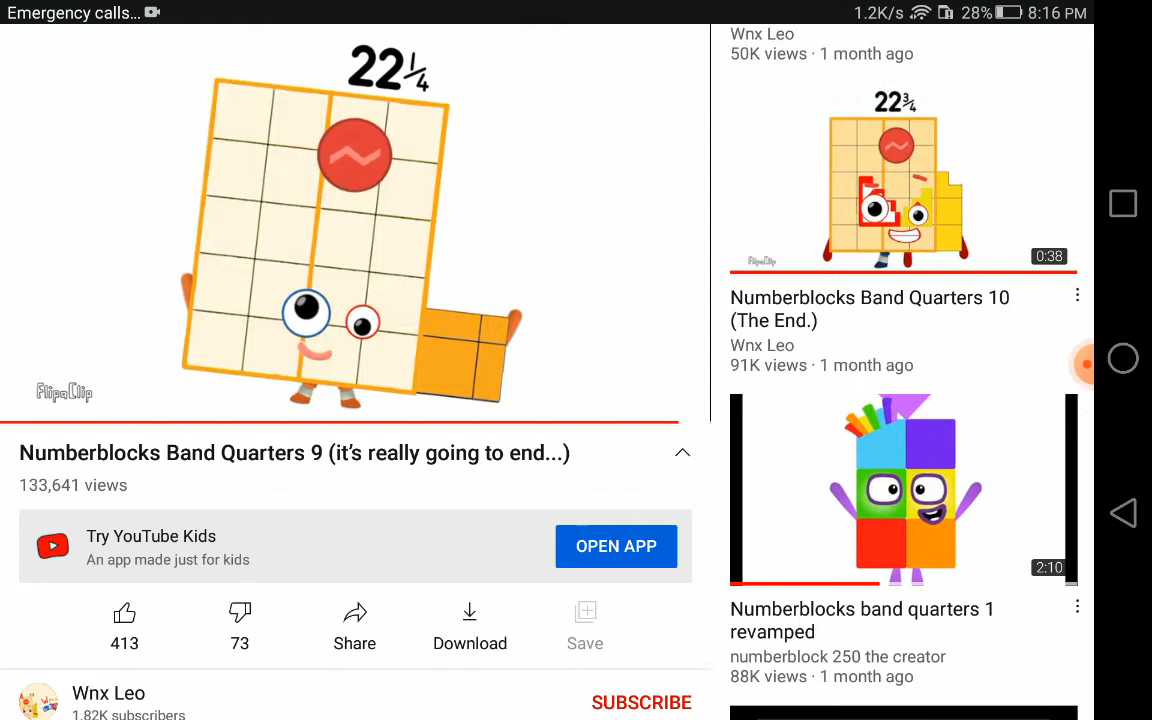 Emergency calls...
1.2K/s 28% 8:16 PM
22 1/4
FlipaClip
Numberblocks Band Quarters 9 (it's really going to end...)
133,641 views
Try YouTube Kids
An app made just for kids
OPEN APP
413
73
Share
Download
Save
Wnx Leo
1.82K subscribers
SUBSCRIBE
Wnx Leo
50K views · 1 month ago
22 3/4
FlipaClip
0:38
Numberblocks Band Quarters 10
(The End.)
Wnx Leo
91K views · 1 month ago
2:10
Numberblocks band quarters 1
revamped
numberblock 250 the creator
88K views · 1 month ago